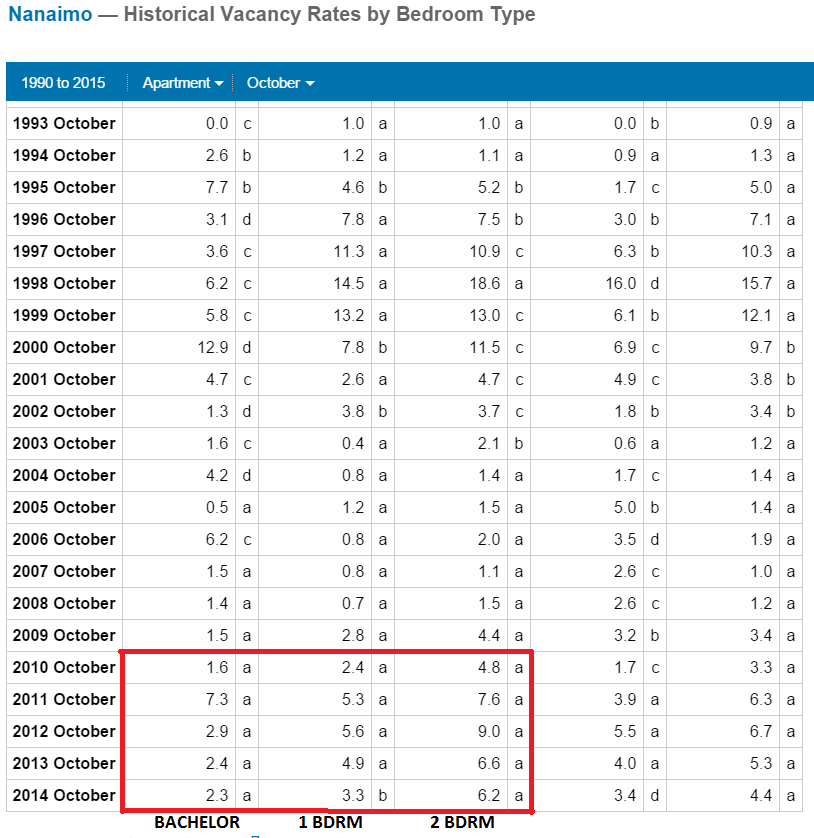 Nanaimo — Historical Vacancy Rates by Bedroom Type
1990 to 2015 Apartment October
1993 October 0.0 c 1.0 a 1.0 a 0.0 b 0.9 a
1994 October 2.6 b 1.2 a 1.1 a 0.9 a 1.3 a
1995 October 7.7 b 4.6 b 5.2 b 1.7 c 5.0 a
1996 October 3.1 d 7.8 a 7.5 b 3.0 b 7.1 a
1997 October 3.6 c 11.3 a 10.9 c 6.3 b 10.3 a
1998 October 6.2 c 14.5 a 18.6 a 16.0 d 15.7 a
1999 October 5.8 c 13.2 a 13.0 c 6.1 b 12.1 a
2000 October 12.9 d 7.8 b 11.5 c 6.9 c 9.7 b
2001 October 4.7 c 2.6 a 4.7 c 4.9 c 3.8 b
2002 October 1.3 d 3.8 b 3.7 c 1.8 b 3.4 b
2003 October 1.6 c 0.4 a 2.1 b 0.6 a 1.2 a
2004 October 4.2 d 0.8 a 1.4 a 1.7 c 1.4 a
2005 October 0.5 a 1.2 a 1.5 a 5.0 b 1.4 a
2006 October 6.2 c 0.8 a 2.0 a 3.5 d 1.9 a
2007 October 1.5 a 0.8 a 1.1 a 2.6 c 1.0 a
2008 October 1.4 a 0.7 a 1.5 a 2.6 c 1.2 a
2009 October 1.5 a 2.8 a 4.4 a 3.2 b 3.4 a
2010 October 1.6 a 2.4 a 4.8 a 1.7 c 3.3 a
2011 October 7.3 a 5.3 a 7.6 a 3.9 a 6.3 a
2012 October 2.9 a 5.6 a 9.0 a 5.5 a 6.7 a
2013 October 2.4 a 4.9 a 6.6 a 4.0 a 5.3 a
2014 October 2.3 a 3.3 b 6.2 a 3.4 d 4.4 a
BACHELOR 1 BDRM 2 BDRM